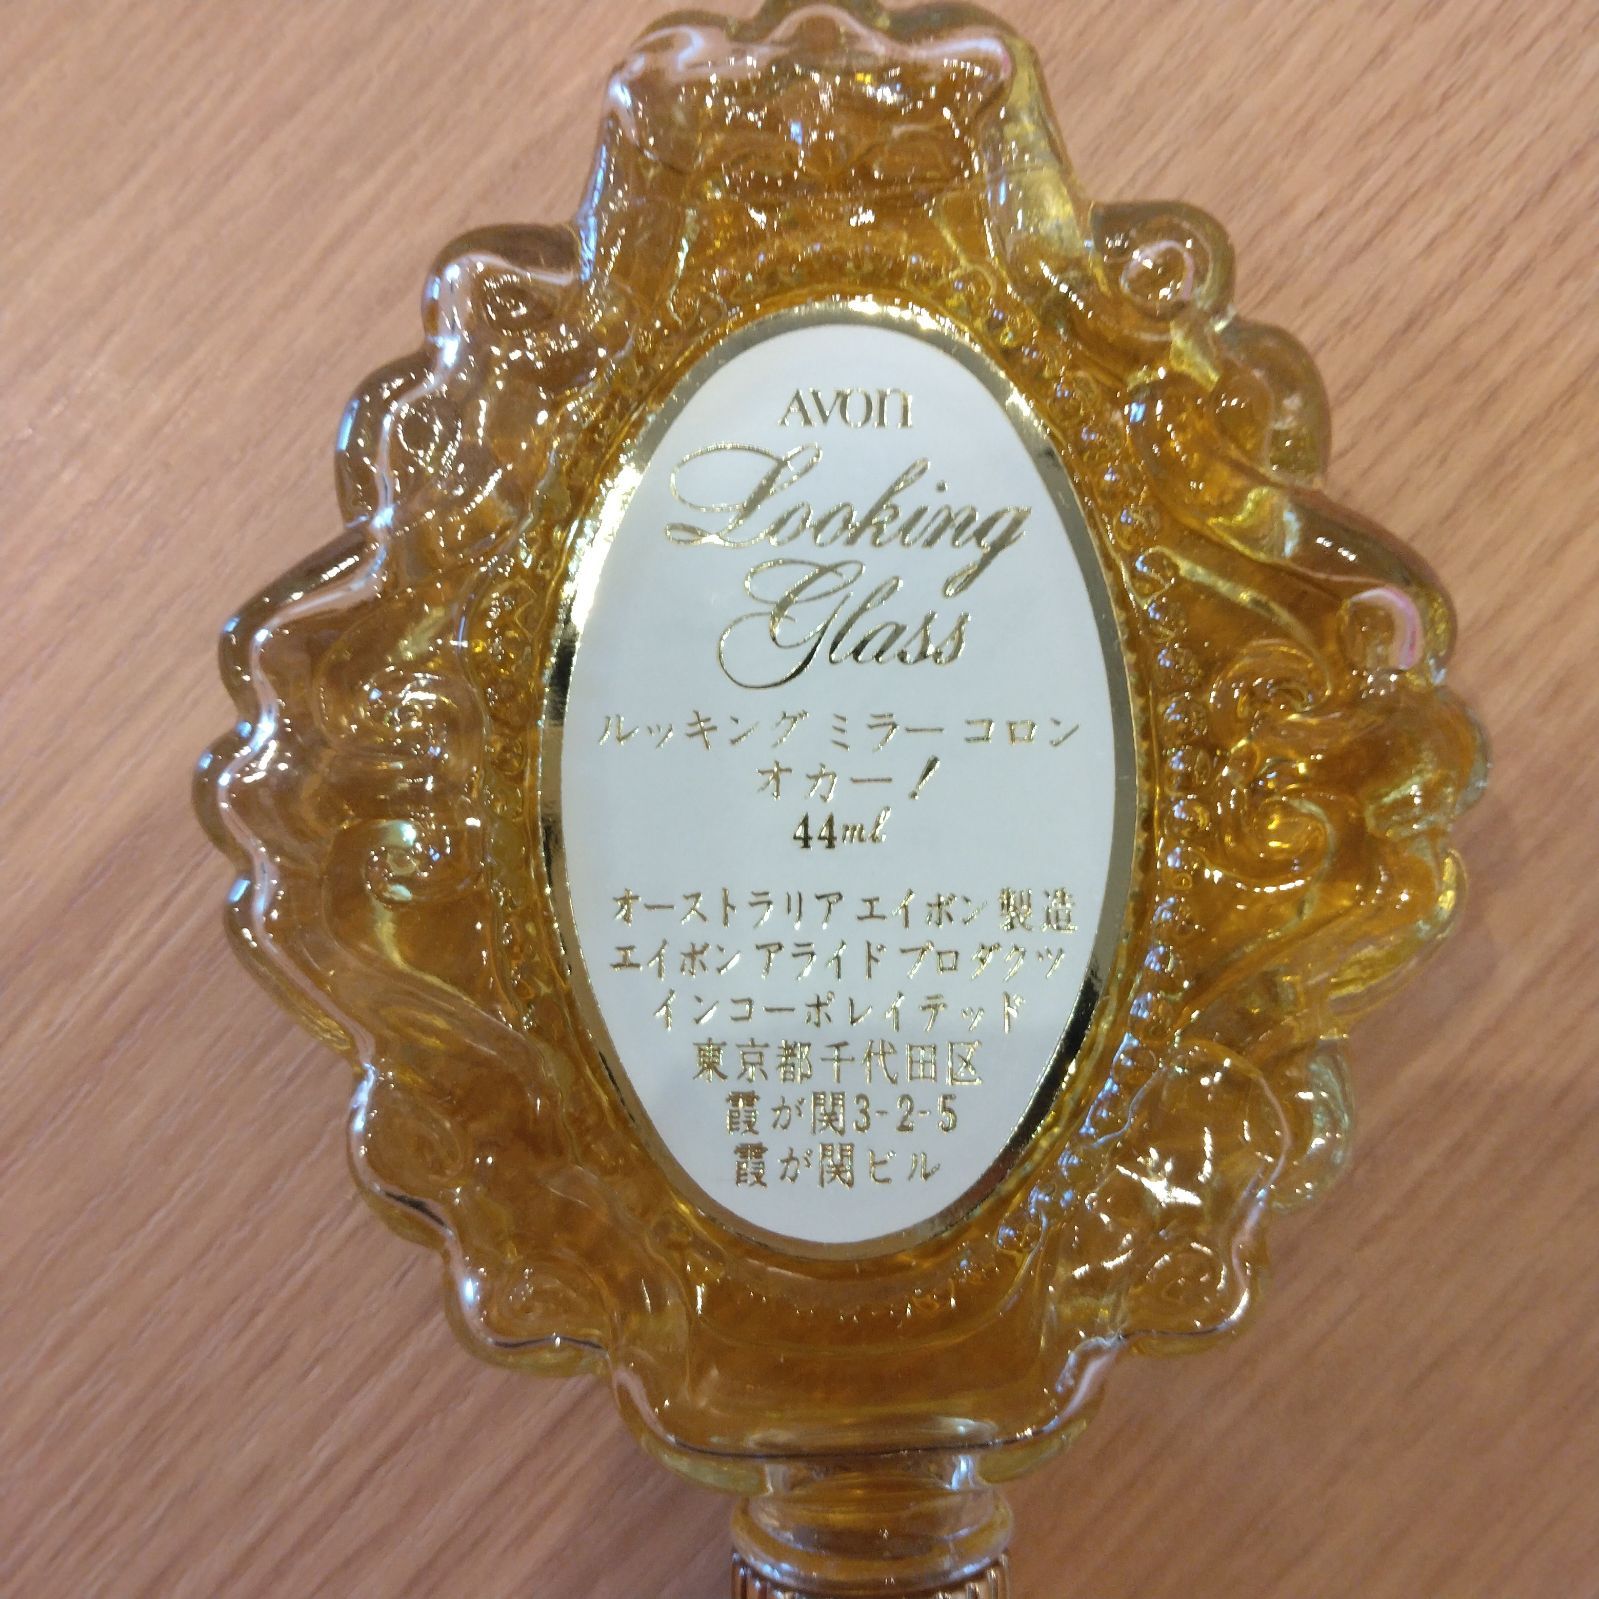 AVON
Looking
Glass
ルッキング ミラー コロン
オカー!
44ml
オーストラリア エイボン 製造
エイボン アライド プロダクツ
インコーポレイテッド
東京都千代田区
霞が関3-2-5
霞が関ビル